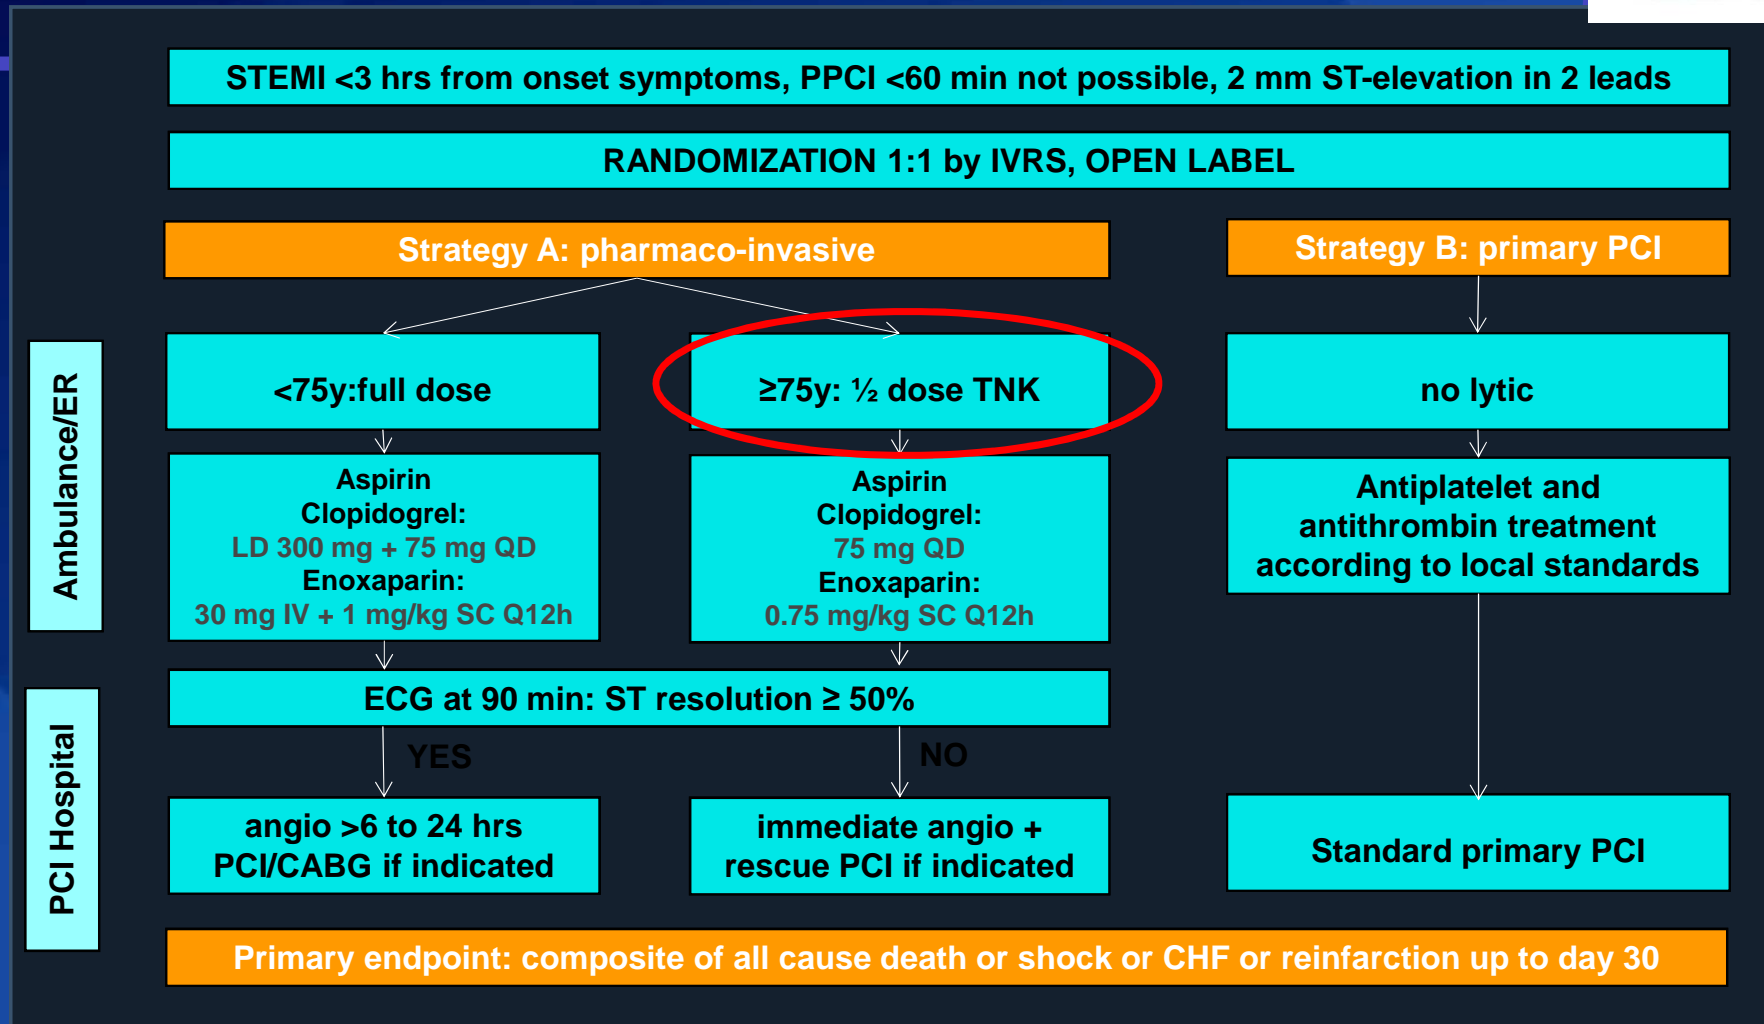 STEMI <3 hrs from onset symptoms, PPCI <60 min not possible, 2 mm ST-elevation in 2 leads
RANDOMIZATION 1:1 by IVRS, OPEN LABEL
Strategy A: pharmaco-invasive
Strategy B: primary PCI
Ambulance/ER
<75y:full dose
≥75y: ½ dose TNK
no lytic
Aspirin
Clopidogrel:
LD 300 mg + 75 mg QD
Enoxaparin:
30 mg IV + 1 mg/kg SC Q12h
Aspirin
Clopidogrel:
75 mg QD
Enoxaparin:
0.75 mg/kg SC Q12h
Antiplatelet and
antithrombin treatment
according to local standards
PCI Hospital
ECG at 90 min: ST resolution ≥ 50%
YES
NO
angio >6 to 24 hrs
PCI/CABG if indicated
immediate angio +
rescue PCI if indicated
Standard primary PCI
Primary endpoint: composite of all cause death or shock or CHF or reinfarction up to day 30